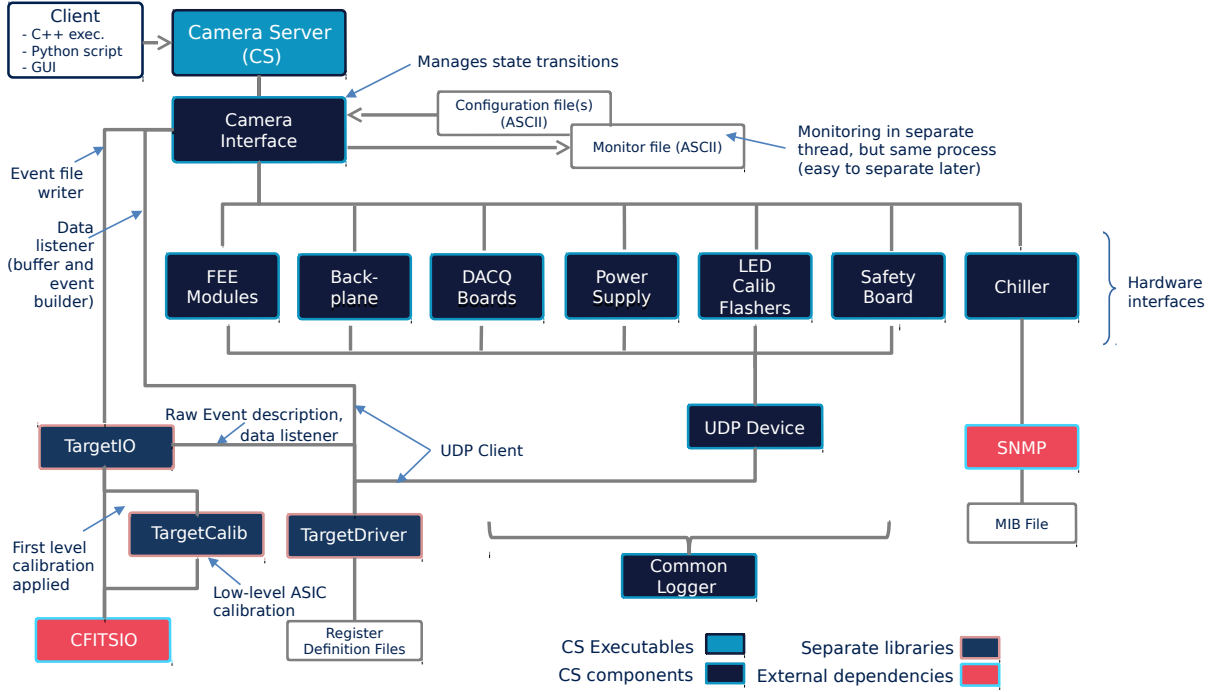 Client
- C++ exec.
- Python script
- GUI
Camera Server
(CS)
Manages state transitions
Camera
Interface
Configuration file(s)
(ASCII)
Monitor file (ASCII)
Monitoring in separate
thread, but same process
(easy to separate later)
Event file
writer
Data
listener
(buffer and
event
builder)
FEE
Modules
Back-
plane
DACQ
Boards
Power
Supply
LED
Calib
Flashers
Safety
Board
Chiller
Hardware
interfaces
Raw Event description,
data listener
UDP Client
UDP Device
TargetIO
SNMP
TargetCalib
TargetDriver
MIB File
First level
calibration
applied
Low-level ASIC
calibration
Common
Logger
CFITSIO
Register
Definition Files
CS Executables
Separate libraries
CS components
External dependencies